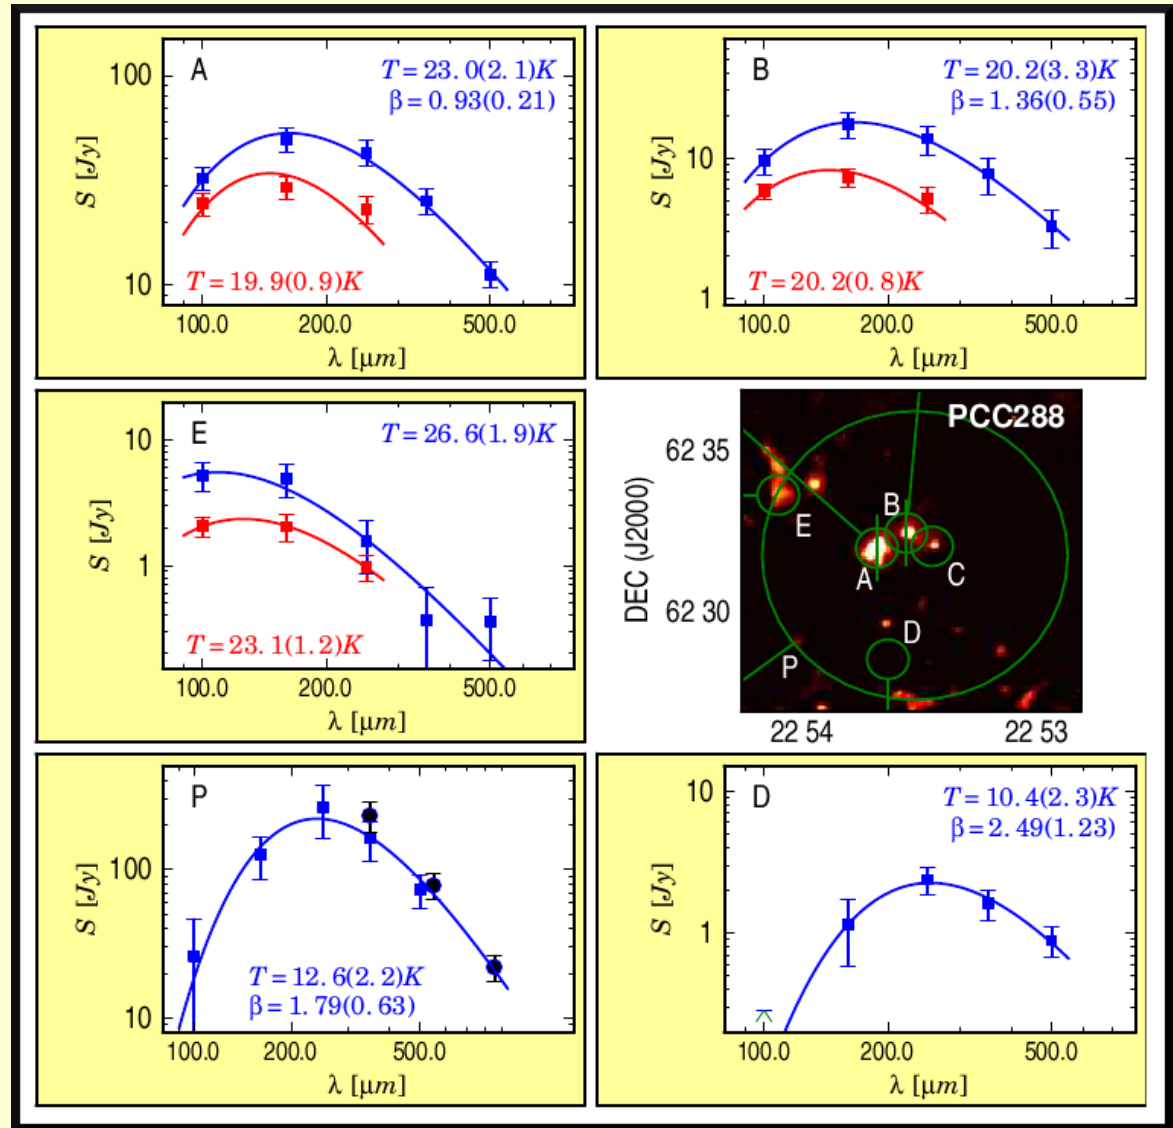 A
T=23.0(2.1)K
β=0.93(0.21)
100
10
S [Jy]
T=19.9(0.9)K
100.0 200.0 500.0
λ [μm]
B
T=20.2(3.3)K
β=1.36(0.55)
10
1
S [Jy]
T=20.2(0.8)K
100.0 200.0 500.0
λ [μm]
E
T=26.6(1.9)K
10
1
S [Jy]
T=23.1(1.2)K
100.0 200.0 500.0
λ [μm]
PCC288
62 35
62 30
DEC (J2000)
B
E
A
C
D
P
22 54 22 53
P
100
10
S [Jy]
T=12.6(2.2)K
β=1.79(0.63)
100.0 200.0 500.0
λ [μm]
D
T=10.4(2.3)K
β=2.49(1.23)
10
1
S [Jy]
100.0 200.0 500.0
λ [μm]